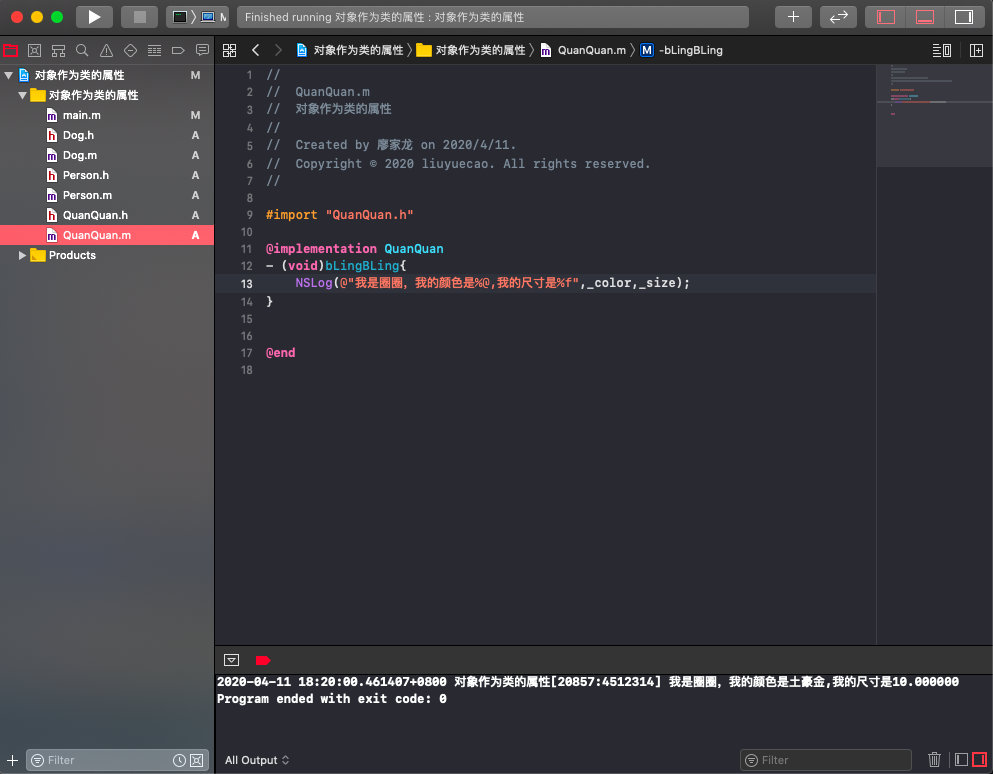 M
Finished running 对象作为类的属性 : 对象作为类的属性
对象作为类的属性 M
对象作为类的属性
main.m M
Dog.h A
Dog.m A
Person.h A
Person.m A
QuanQuan.h A
QuanQuan.m A
Products
Filter
对象作为类的属性 〉 对象作为类的属性 〉 QuanQuan.m 〉 M -bLingBLing
1 //
2 //  QuanQuan.m
3 //  对象作为类的属性
4 //
5 //  Created by 廖家龙 on 2020/4/11.
6 //  Copyright © 2020 liuyuecao. All rights reserved.
7 //
8
9 #import "QuanQuan.h"
10
11 @implementation QuanQuan
12 - (void)bLingBLing{
13     NSLog(@"我是圈圈，我的颜色是%@,我的尺寸是%f",_color,_size);
14 }
15
16
17 @end
18
2020-04-11 18:20:00.461407+0800 对象作为类的属性[20857:4512314] 我是圈圈，我的颜色是土豪金,我的尺寸是10.000000
Program ended with exit code: 0
All Output
Filter